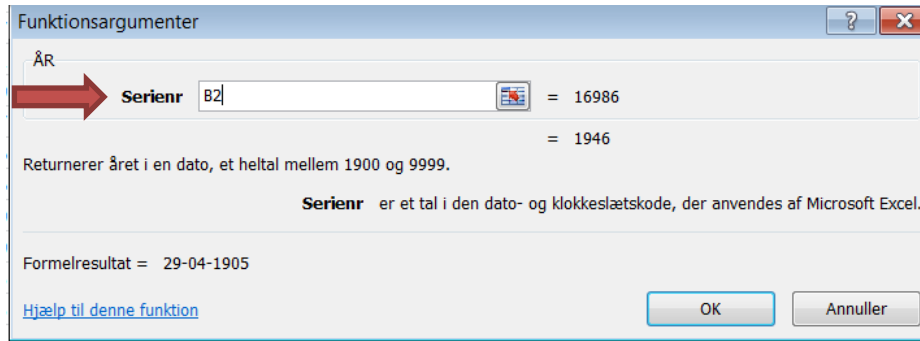 Funktionsargumenter
ÅR
Serienr B2 = 16986
= 1946
Returnerer året i en dato, et heltal mellem 1900 og 9999.
Serienr er et tal i den dato- og klokkeslætskode, der anvendes af Microsoft Excel.
Formelresultat = 29-04-1905
Hjælp til denne funktion
OK Annuller